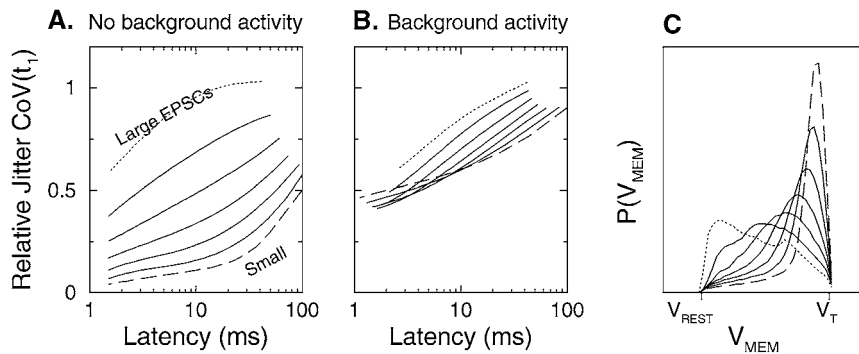 A. No background activity
B. Background activity
C
Relative Jitter CoV(t1)
1
0.5
0
Large EPSCs
Small
1 10 100
Latency (ms)
1 10 100
Latency (ms)
P(VMEM)
VREST VT
VMEM